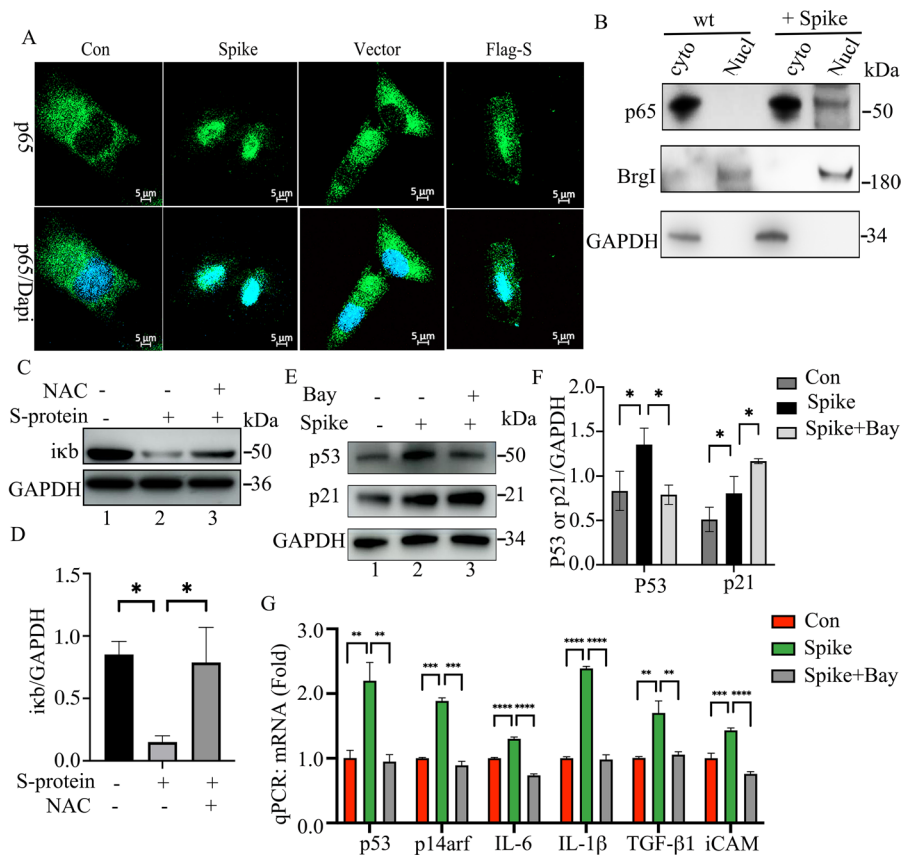 A
Con Spike Vector Flag-S
p65
5 μm 5 μm 5 μm 5 μm
p65/Dapi
5 μm 5 μm 5 μm 5 μm
B
wt + Spike
cyto Nucl cyto Nucl kDa
p65 -50
BrgI -180
GAPDH -34
C
NAC - - +
S-protein - + + kDa
iκb -50
GAPDH -36
1 2 3
D
iκb/GAPDH
1.5
1.0
0.5
0.0
* *
S-protein - + +
NAC - - +
E
Bay - - +
Spike - + + kDa
p53 -50
p21 -21
GAPDH -34
1 2 3
F
P53 or p21/GAPDH
2.0
1.5
1.0
0.5
0.0
* * * *
P53 p21
Con
Spike
Spike+Bay
G
qPCR: mRNA (Fold)
3.0
2.0
1.0
0.0
** ** *** *** **** **** **** **** ** ** *** ****
p53 p14arf IL-6 IL-1β TGF-β1 iCAM
Con
Spike
Spike+Bay